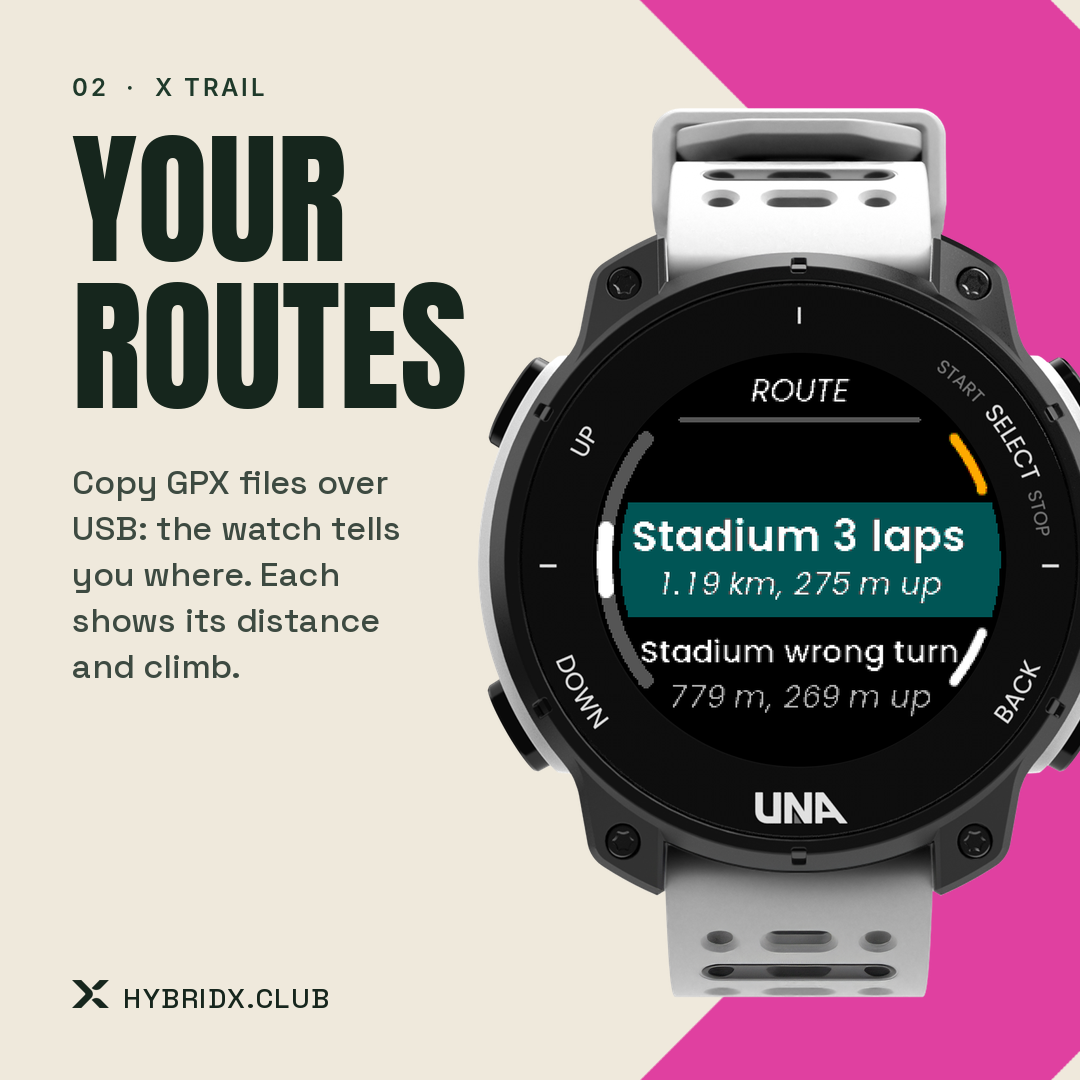 02 · X TRAIL
YOUR
ROUTES
Copy GPX files over
USB: the watch tells
you where. Each
shows its distance
and climb.
ROUTE
Stadium 3 laps
1.19 km, 275 m up
Stadium wrong turn
779 m, 269 m up
UP
DOWN
START
SELECT
STOP
BACK
UNA
HYBRIDX.CLUB